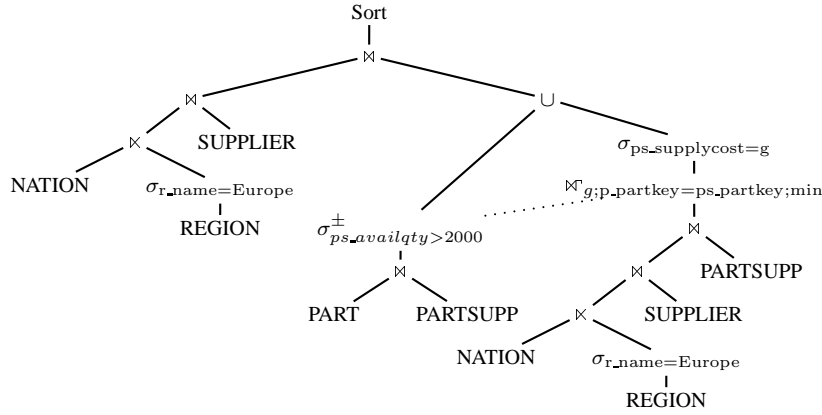 Sort
⋈
⋈ ∪
⋉ SUPPLIER σps_supplycost=g
NATION σr_name=Europe ⋈Γg;p_partkey=ps_partkey;min
REGION σ±ps_availqty>2000 ⋈
⋈ ⋈ PARTSUPP
PART PARTSUPP ⋉ SUPPLIER
NATION σr_name=Europe
REGION